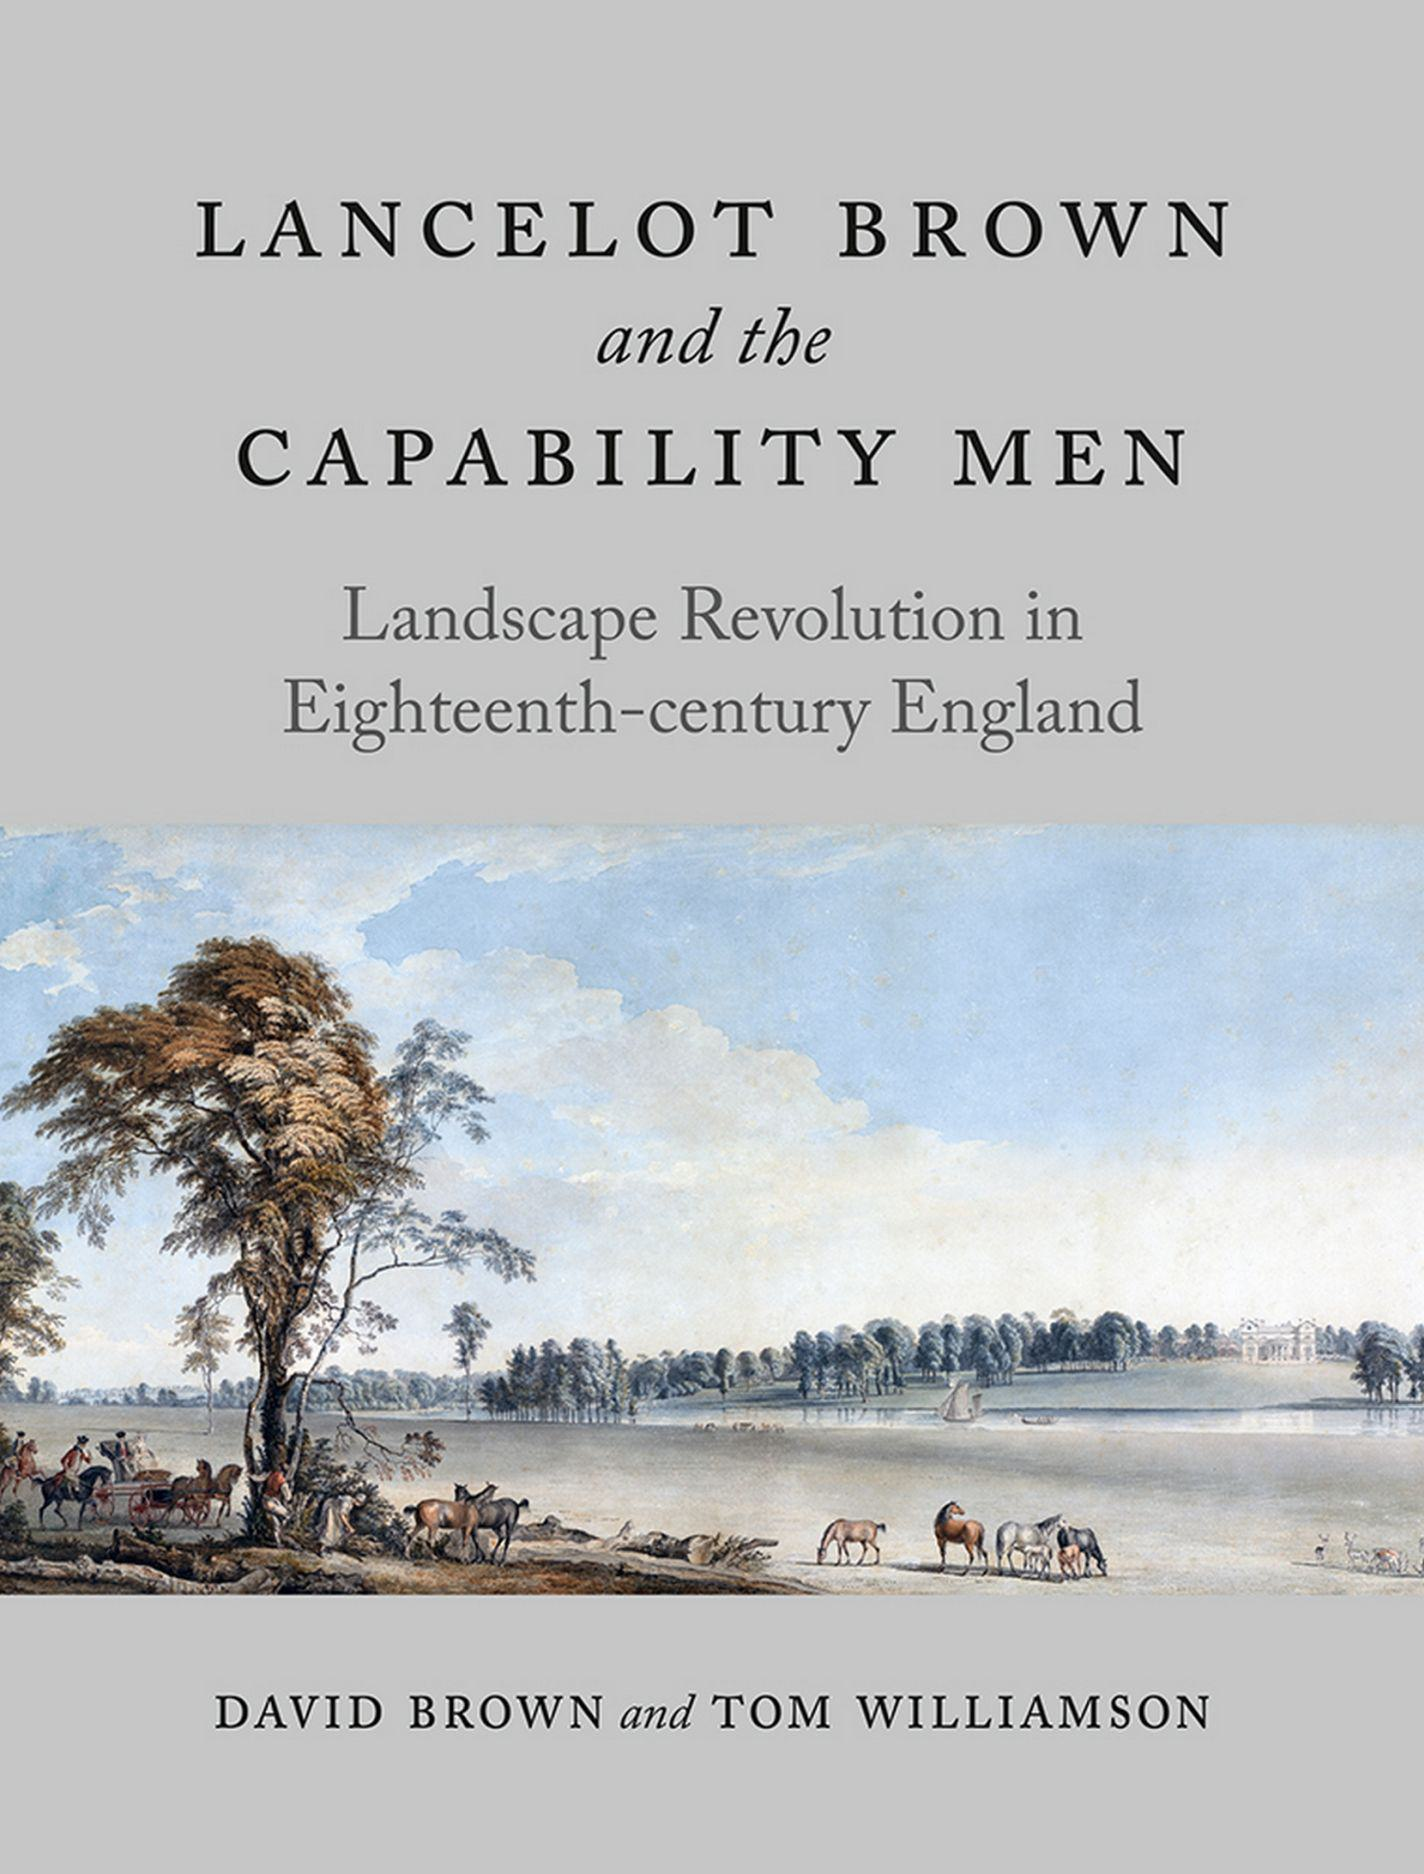 LANCELOT BROWN
and the
CAPABILITY MEN
Landscape Revolution in
Eighteenth-century England
DAVID BROWN and TOM WILLIAMSON